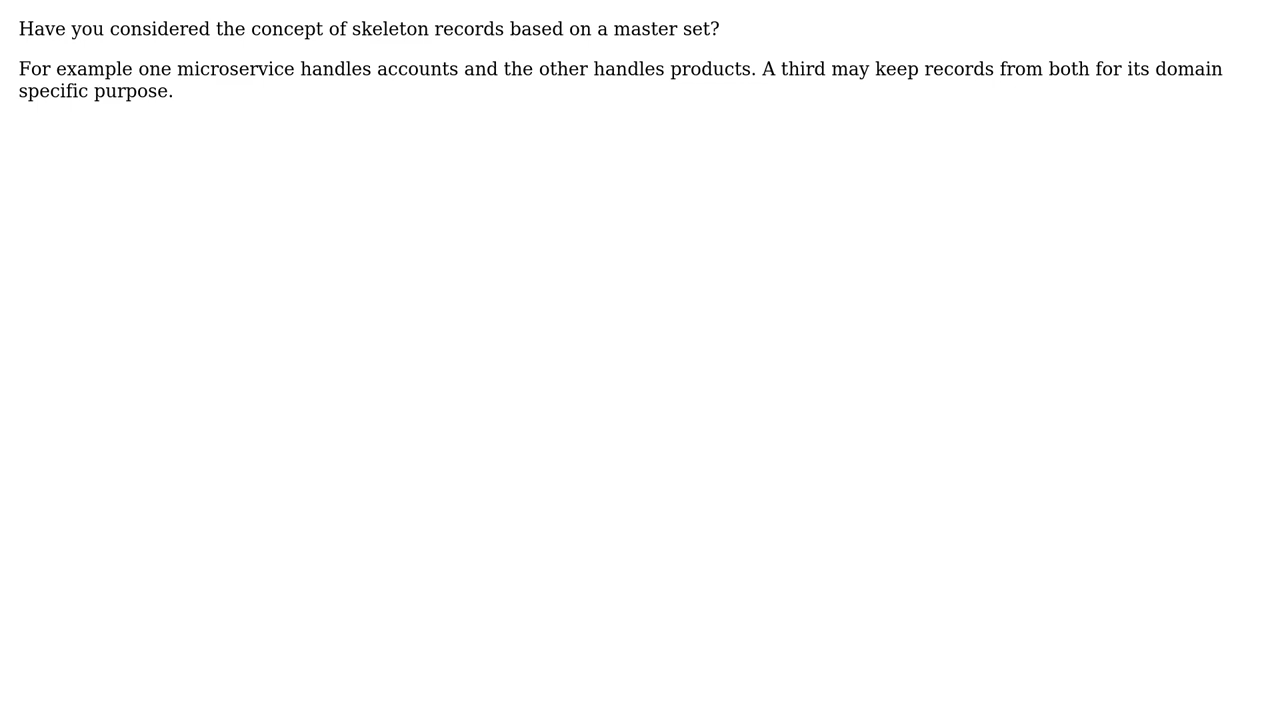 Have you considered the concept of skeleton records based on a master set?
For example one microservice handles accounts and the other handles products. A third may keep records from both for its domain
specific purpose.